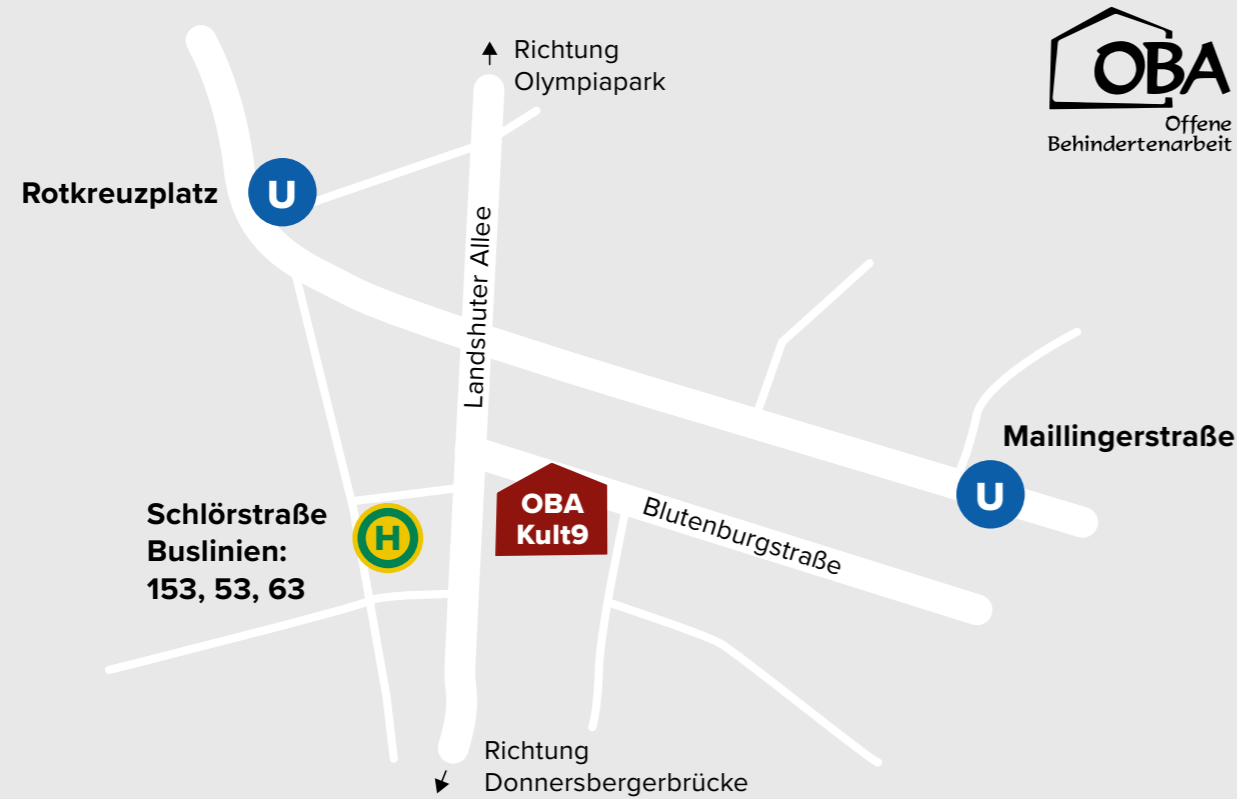 Richtung
Olympiapark
OBA
Offene
Behindertenarbeit
Rotkreuzplatz
U
Landshuter Allee
Maillingerstraße
U
Schlörstraße
Buslinien:
153, 53, 63
H
OBA
Kult9
Blutenburgstraße
Richtung
Donnersbergerbrücke